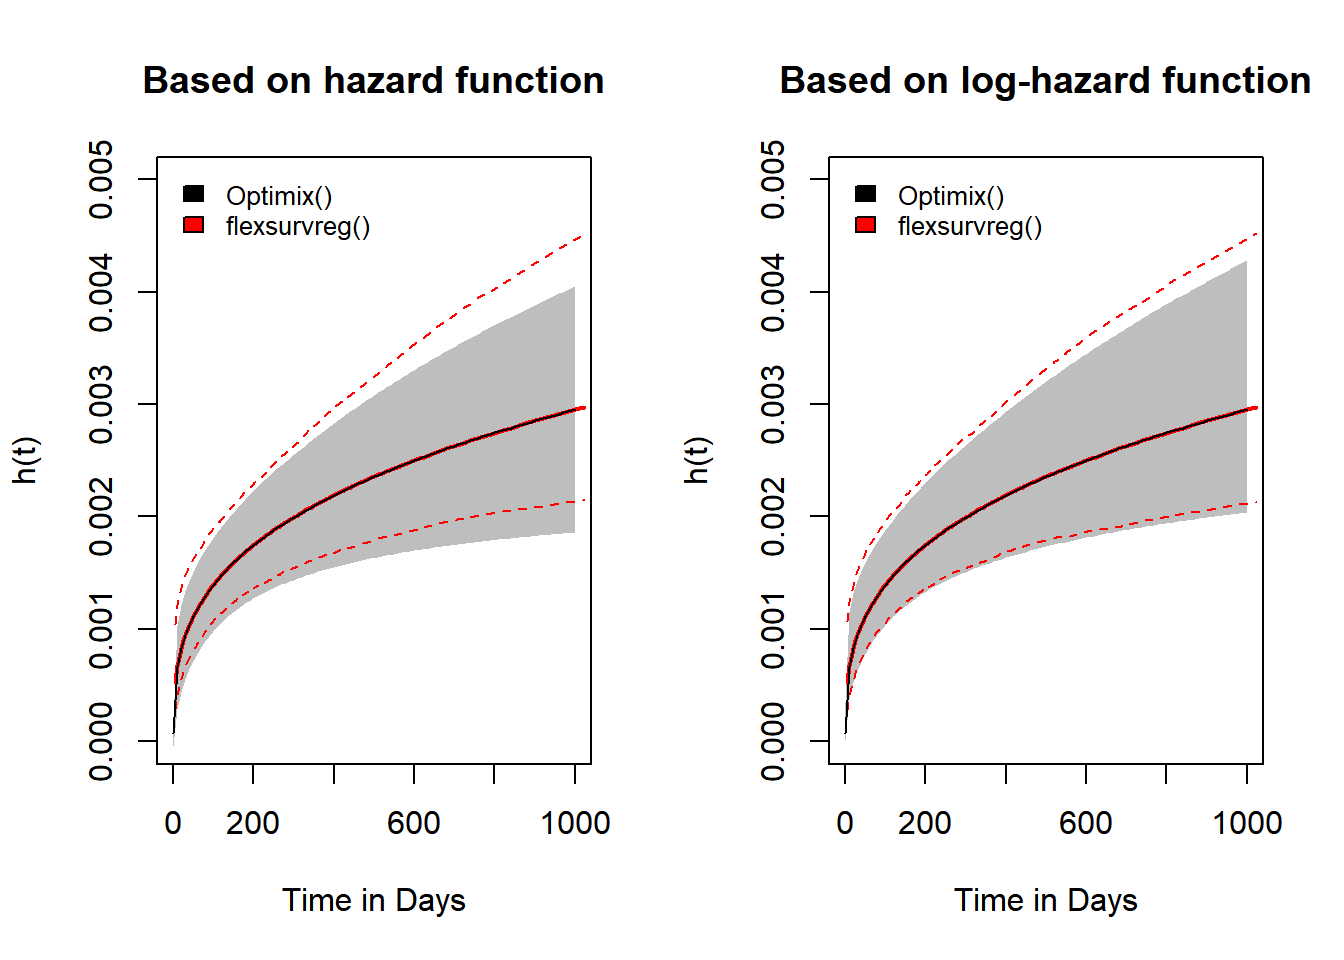 Based on hazard function
Optimix()
flexsurvreg()
h(t)
0.005
0.004
0.003
0.002
0.001
0.000
0 200 600 1000
Time in Days
Based on log-hazard function
Optimix()
flexsurvreg()
h(t)
0.005
0.004
0.003
0.002
0.001
0.000
0 200 600 1000
Time in Days